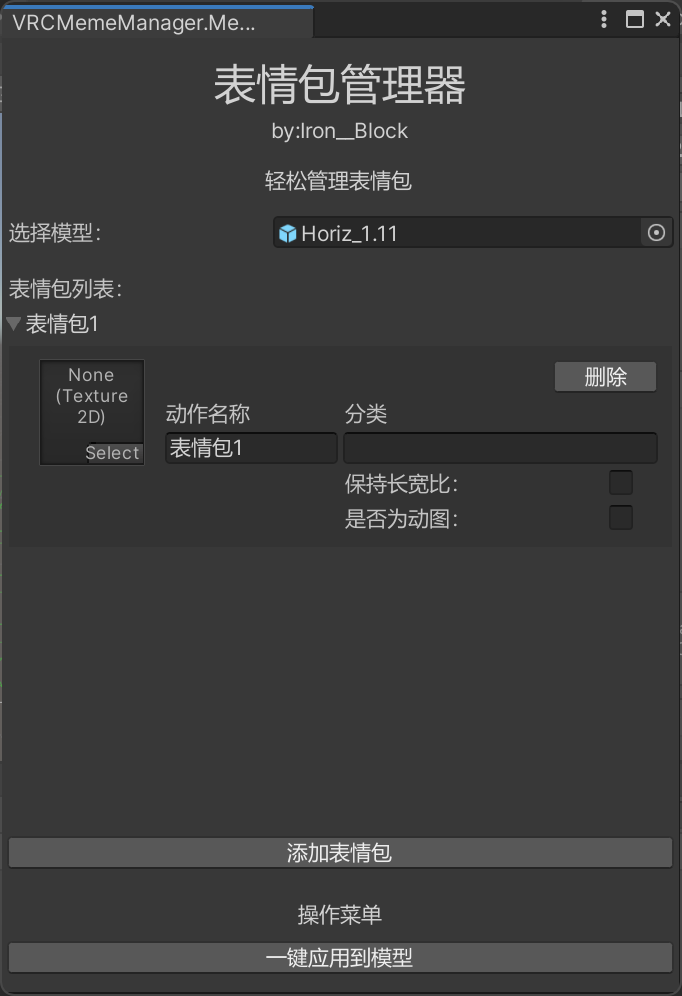 VRCMemeManager.Me...
表情包管理器
by:Iron__Block
轻松管理表情包
选择模型：
Horiz_1.11
表情包列表：
表情包1
None
(Texture
2D)
Select
删除
动作名称
分类
表情包1
保持长宽比：
是否为动图：
添加表情包
操作菜单
一键应用到模型